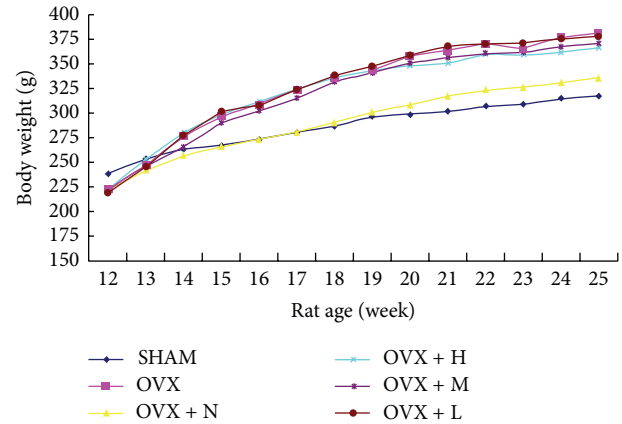 Body weight (g)
400
375
350
325
300
275
250
225
200
175
150
12 13 14 15 16 17 18 19 20 21 22 23 24 25
Rat age (week)
SHAM
OVX
OVX + N
OVX + H
OVX + M
OVX + L